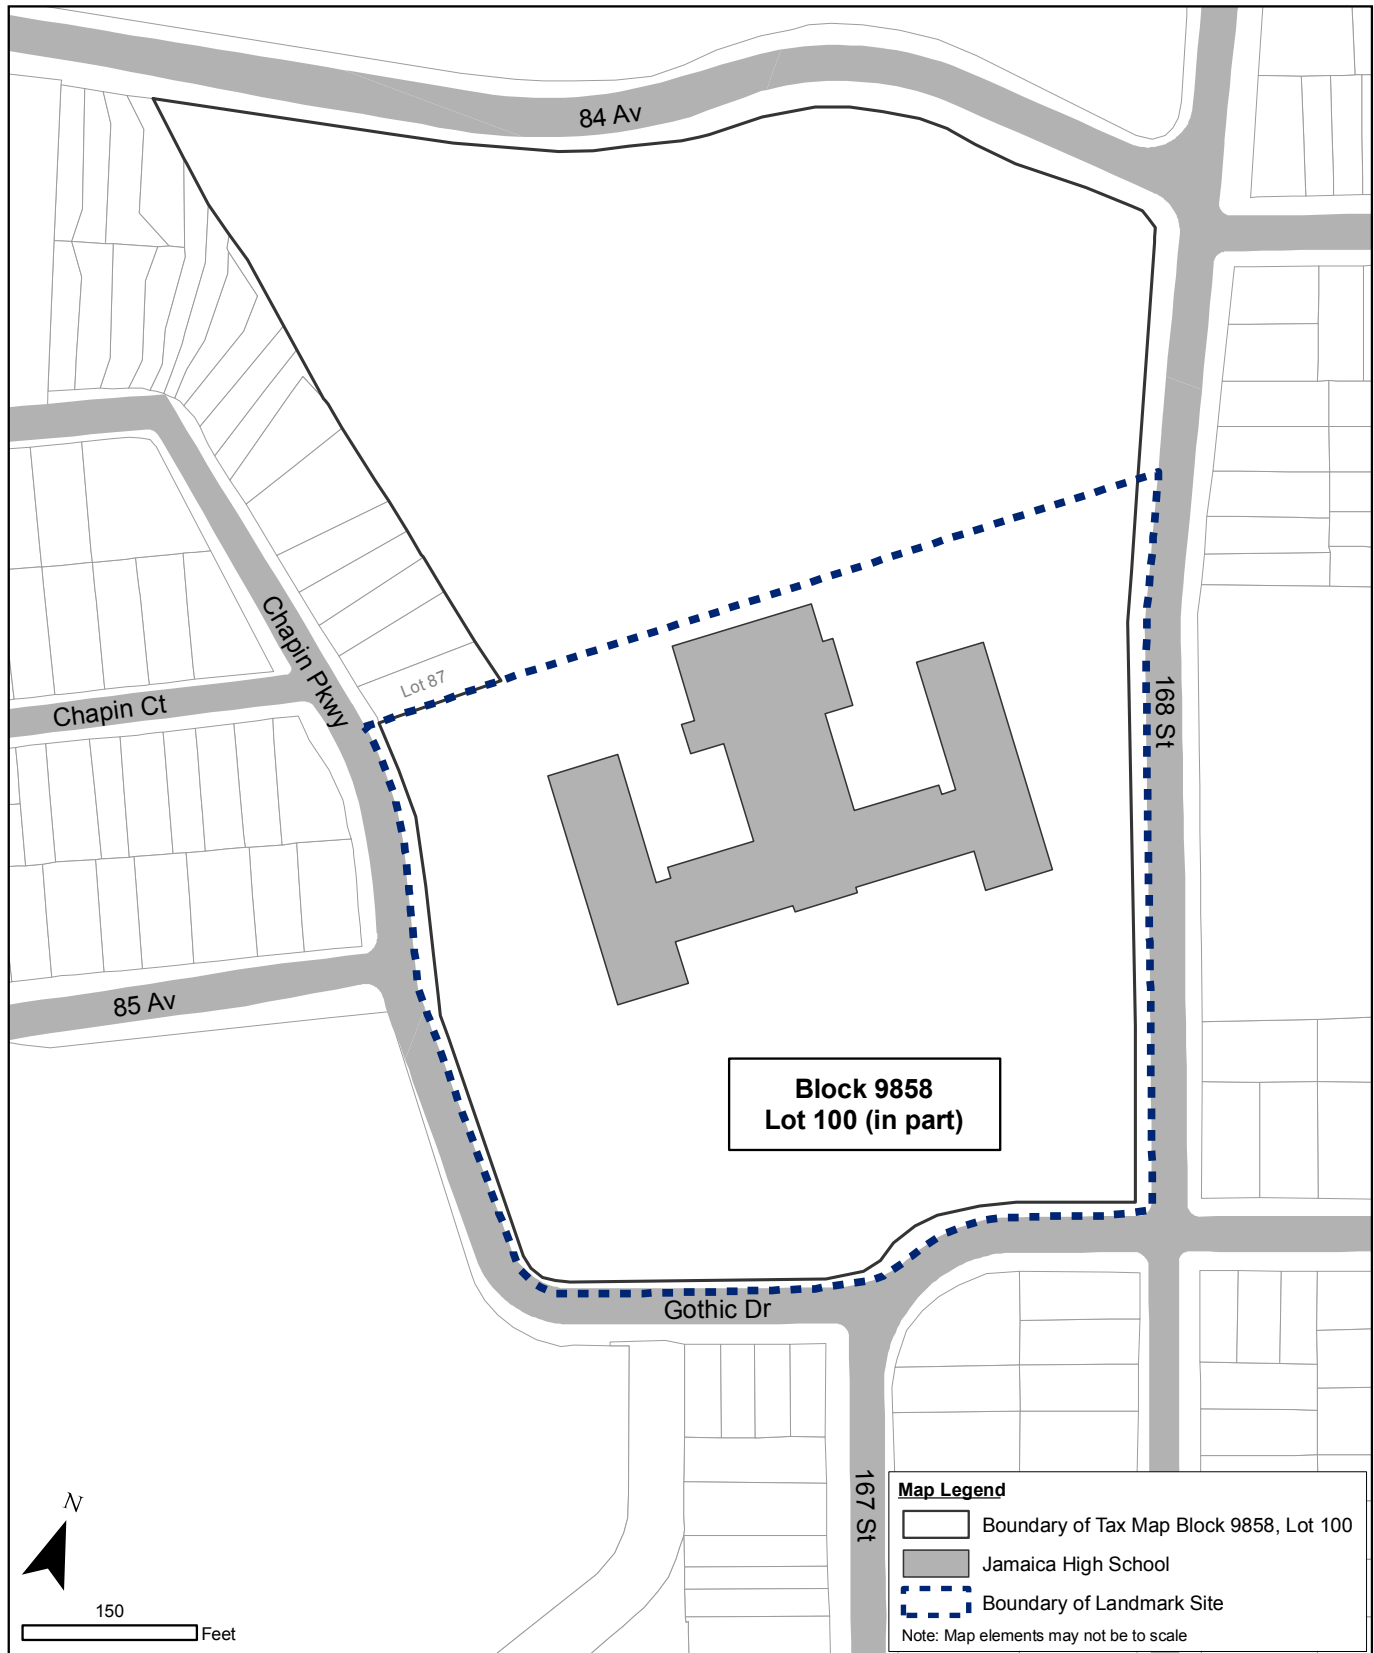 84 Av
Chapin Pkwy
Lot 87
Chapin Ct
168 St
85 Av
Block 9858
Lot 100 (in part)
Gothic Dr
167 St
N
150
Feet
Map Legend
Boundary of Tax Map Block 9858, Lot 100
Jamaica High School
Boundary of Landmark Site
Note: Map elements may not be to scale